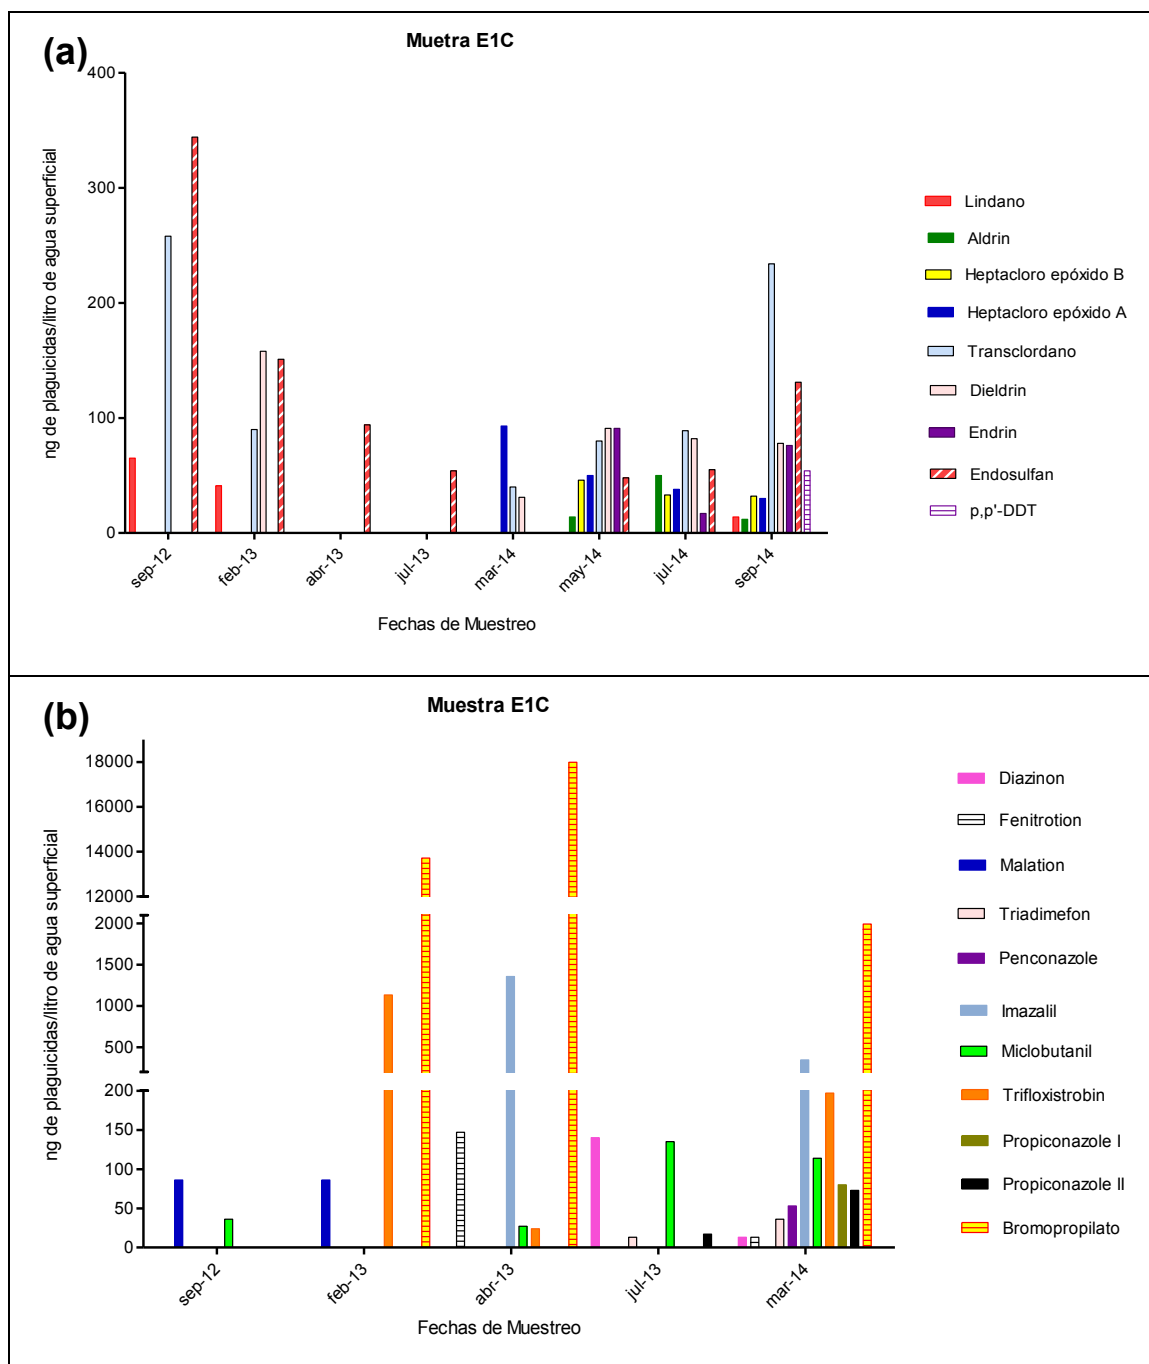 (a)
Muetra E1C
ng de plaguicidas/litro de agua superficial
400
300
200
100
0
sep-12
feb-13
abr-13
jul-13
mar-14
may-14
jul-14
sep-14
Fechas de Muestreo
Lindano
Aldrin
Heptacloro epóxido B
Heptacloro epóxido A
Transclordano
Dieldrin
Endrin
Endosulfan
p,p'-DDT
(b)
Muestra E1C
ng de plaguicidas/litro de agua superficial
18000
16000
14000
12000
2000
1500
1000
500
200
150
100
50
0
sep-12
feb-13
abr-13
jul-13
mar-14
Fechas de Muestreo
Diazinon
Fenitrotion
Malation
Triadimefon
Penconazole
Imazalil
Miclobutanil
Trifloxistrobin
Propiconazole I
Propiconazole II
Bromopropilato